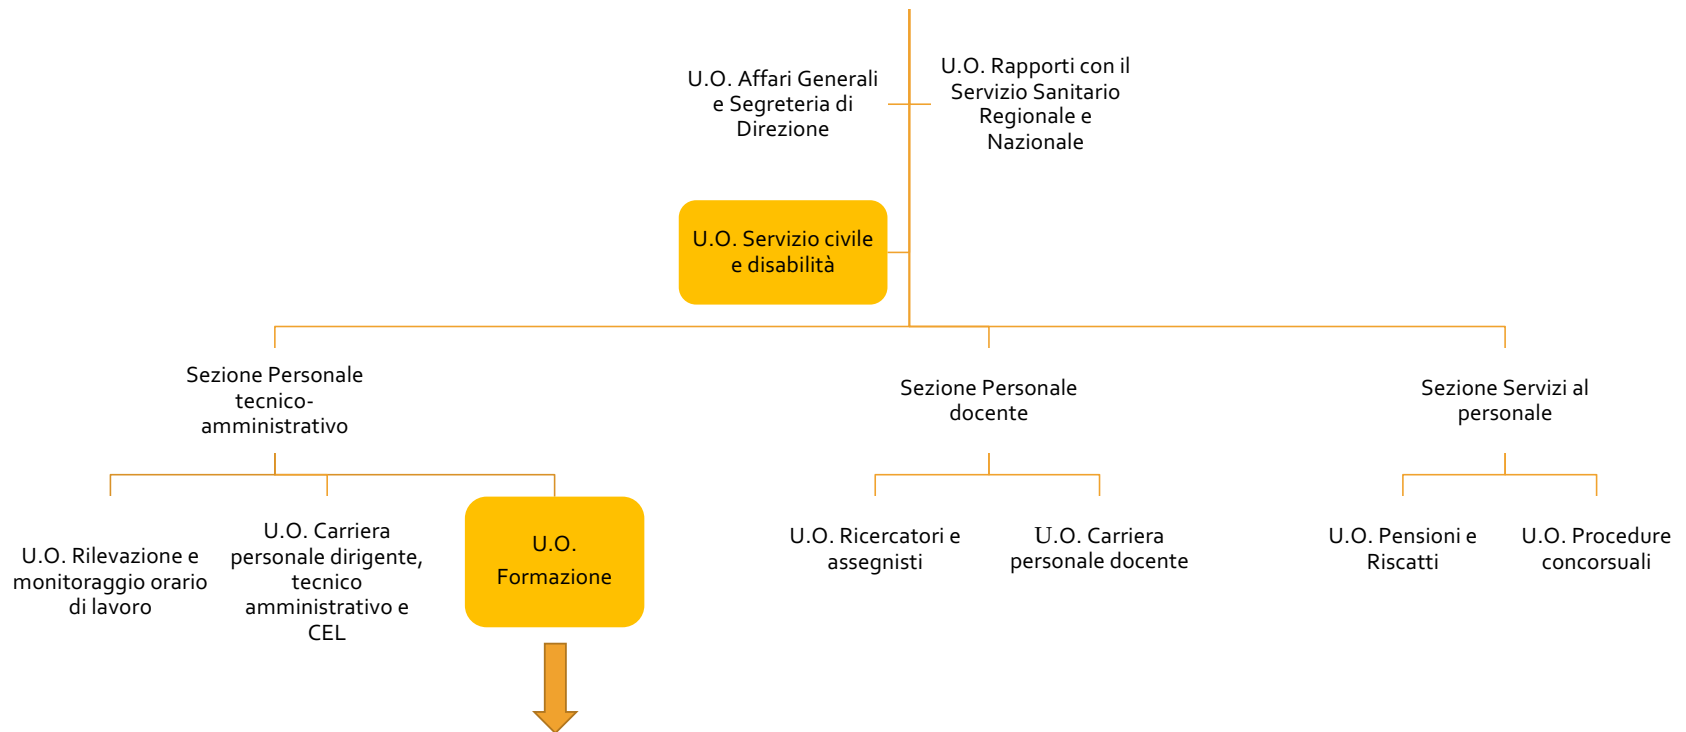 U.O. Affari Generali
e Segreteria di
Direzione
U.O. Rapporti con il
Servizio Sanitario
Regionale e
Nazionale
U.O. Servizio civile
e disabilità
Sezione Personale
tecnico-
amministrativo
Sezione Personale
docente
Sezione Servizi al
personale
U.O. Rilevazione e
monitoraggio orario
di lavoro
U.O. Carriera
personale dirigente,
tecnico
amministrativo e
CEL
U.O.
Formazione
U.O. Ricercatori e
assegnisti
U.O. Carriera
personale docente
U.O. Pensioni e
Riscatti
U.O. Procedure
concorsuali